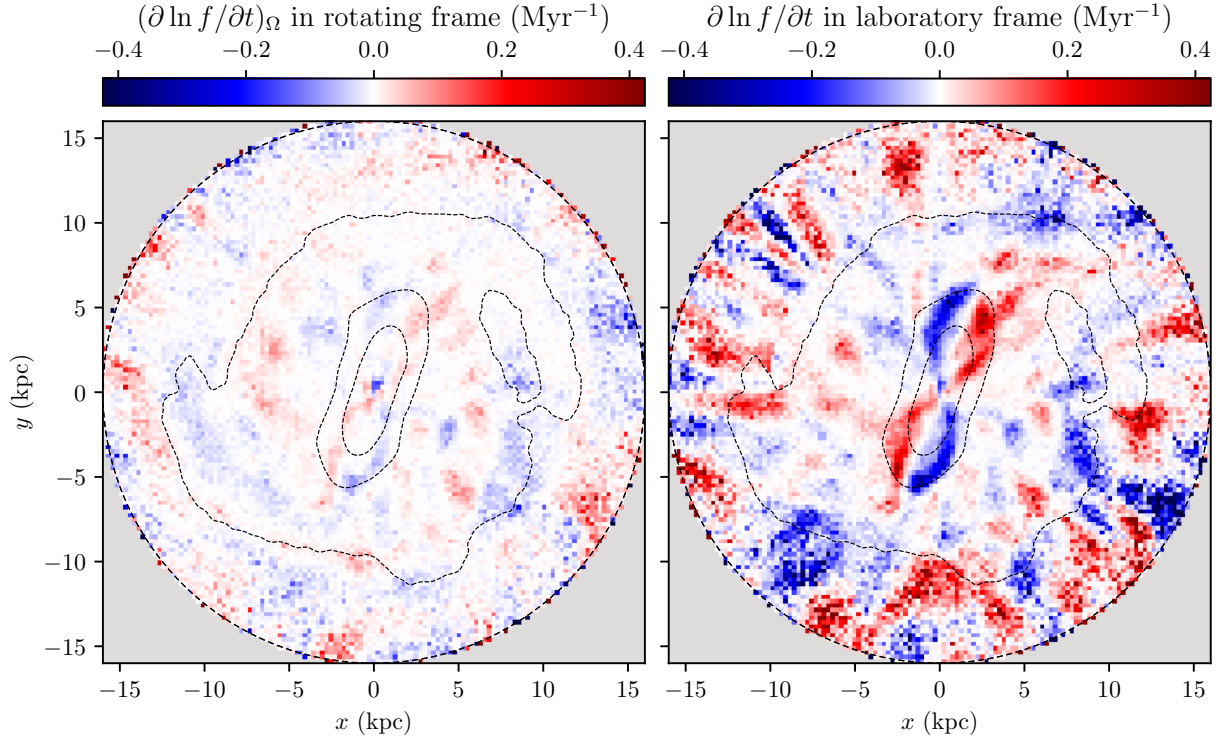 (∂ ln f/∂t)_Ω in rotating frame (Myr⁻¹)
−0.4 −0.2 0.0 0.2 0.4
∂ ln f/∂t in laboratory frame (Myr⁻¹)
−0.4 −0.2 0.0 0.2 0.4
15
10
5
0
−5
−10
−15
y (kpc)
−15 −10 −5 0 5 10 15
x (kpc)
−15 −10 −5 0 5 10 15
x (kpc)